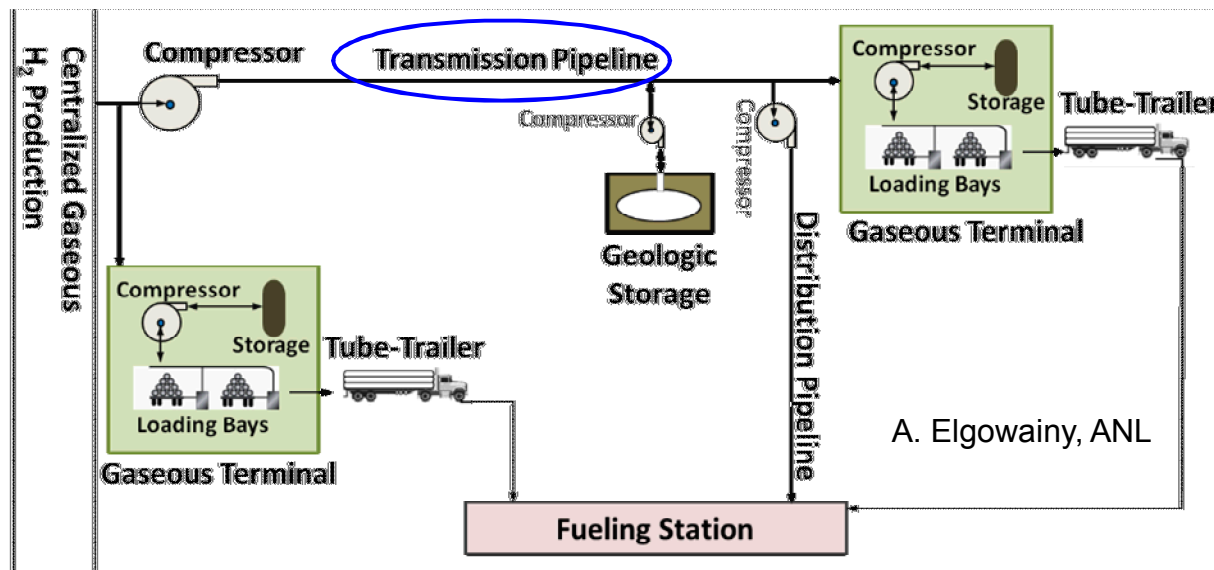 Centralized Gaseous
H₂ Production
Compressor
Transmission Pipeline
Compressor
Compressor
Geologic
Storage
Distribution Pipeline
Compressor
Storage
Loading Bays
Gaseous Terminal
Tube-Trailer
Compressor
Storage
Loading Bays
Gaseous Terminal
Tube-Trailer
A. Elgowainy, ANL
Fueling Station